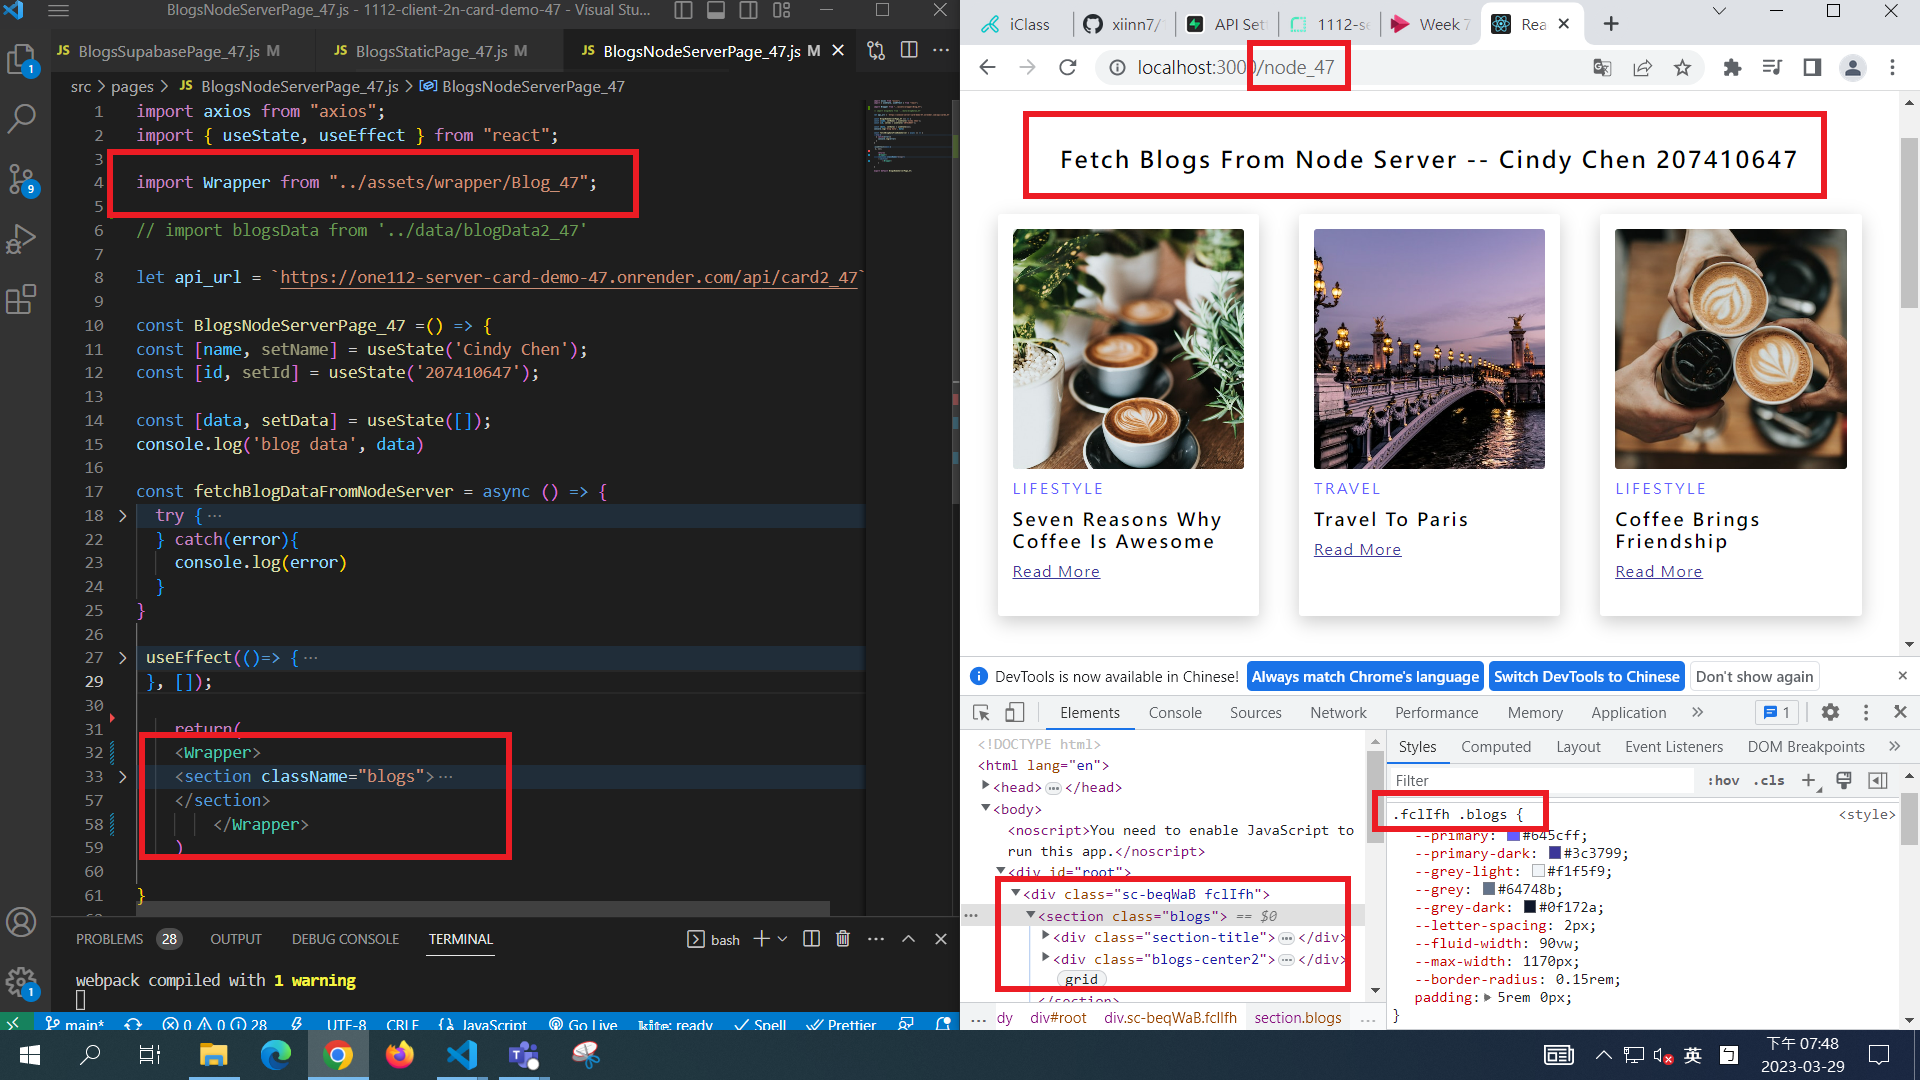 BlogsNodeServerPage_47.js - 1112-client-2n-card-demo-47 - Visual Stu...
JS BlogsSupabasePage_47.js M
JS BlogsStaticPage_47.js M
JS BlogsNodeServerPage_47.js M
src > pages > JS BlogsNodeServerPage_47.js > BlogsNodeServerPage_47
1 import axios from "axios";
2 import { useState, useEffect } from "react";
3
4 import Wrapper from "../assets/wrapper/Blog_47";
5
6 // import blogsData from '../data/blogData2_47'
7
8 let api_url = `https://one112-server-card-demo-47.onrender.com/api/card2_47`
9
10 const BlogsNodeServerPage_47 =() => {
11 const [name, setName] = useState('Cindy Chen');
12 const [id, setId] = useState('207410647');
13
14 const [data, setData] = useState([]);
15 console.log('blog data', data)
16
17 const fetchBlogDataFromNodeServer = async () => {
18 try { ...
22 } catch(error){
23 console.log(error)
24 }
25 }
26
27 useEffect(()=> { ...
29 }, []);
30
31 return(
32 <Wrapper>
33 <section className="blogs"> ...
57 </section>
58 </Wrapper>
59 )
60
61 }
PROBLEMS 28 OUTPUT DEBUG CONSOLE TERMINAL
bash
webpack compiled with 1 warning
1
9
1
main* 0 0 28 UTF-8 CRLF {} JavaScript Go Live kite: ready Spell Prettier
iClass
xiinn7/
API Sett
1112-se
Week 7
Rea
localhost:3000/node_47
Fetch Blogs From Node Server -- Cindy Chen 207410647
LIFESTYLE
Seven Reasons Why
Coffee Is Awesome
Read More
TRAVEL
Travel To Paris
Read More
LIFESTYLE
Coffee Brings
Friendship
Read More
DevTools is now available in Chinese! Always match Chrome's language Switch DevTools to Chinese Don't show again
Elements Console Sources Network Performance Memory Application » 1
<!DOCTYPE html>
<html lang="en">
<head> ... </head>
<body>
<noscript>You need to enable JavaScript to
run this app.</noscript>
<div id="root">
<div class="sc-beqWaB fclIfh">
<section class="blogs"> == $0
<div class="section-title"> ... </div>
<div class="blogs-center2"> ... </div>
grid
</section>
... dy div#root div.sc-beqWaB.fclIfh section.blogs ...
Styles Computed Layout Event Listeners DOM Breakpoints »
Filter :hov .cls +
.fclIfh .blogs { <style>
--primary: #645cff;
--primary-dark: #3c3799;
--grey-light: #f1f5f9;
--grey: #64748b;
--grey-dark: #0f172a;
--letter-spacing: 2px;
--fluid-width: 90vw;
--max-width: 1170px;
--border-radius: 0.15rem;
padding: 5rem 0px;
}
英
ㄅ
下午 07:48
2023-03-29